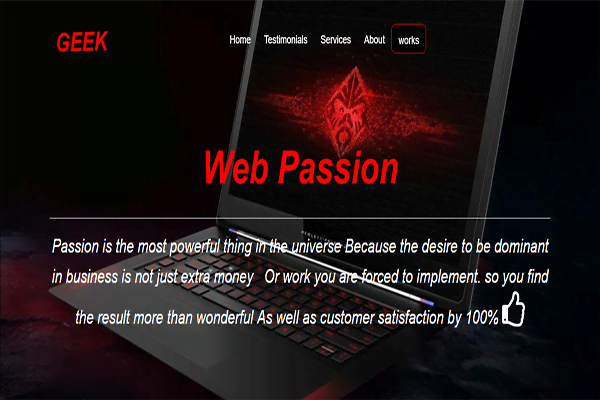 GEEK
Home Testimonials Services About works
Web Passion
Passion is the most powerful thing in the universe Because the desire to be dominant
in business is not just extra money Or work you are forced to implement. so you find
the result more than wonderful As well as customer satisfaction by 100%